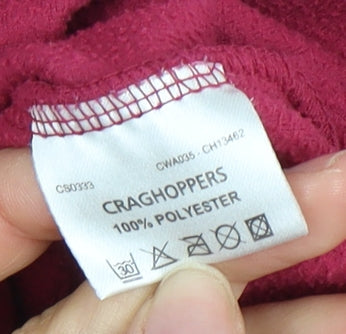 CWA035 - CH13462
CS0333
CRAGHOPPERS
100% POLYESTER
30